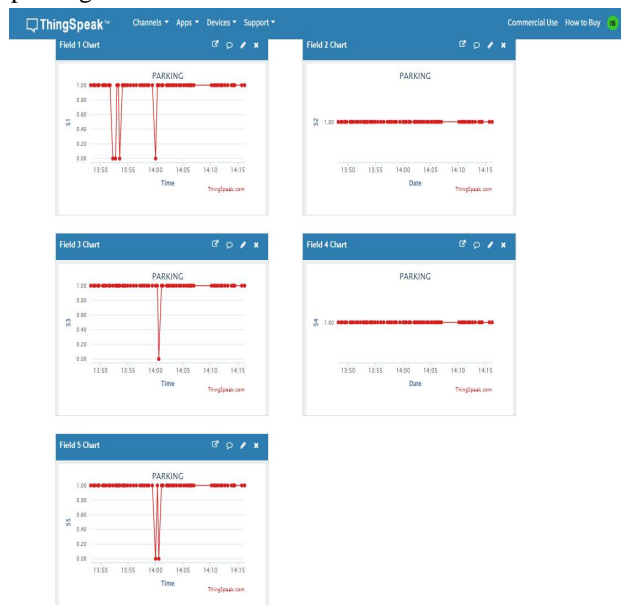 ThingSpeak™ Channels Apps Devices Support Commercial Use How to Buy IS
Field 1 Chart
PARKING
1.00
0.80
0.60
0.40
0.20
0.00
S1
13:50 13:55 14:00 14:05 14:10 14:15
Time
ThingSpeak.com
Field 2 Chart
PARKING
S2 1.00
13:50 13:55 14:00 14:05 14:10 14:15
Date
ThingSpeak.com
Field 3 Chart
PARKING
1.00
0.80
0.60
0.40
0.20
0.00
S3
13:50 13:55 14:00 14:05 14:10 14:15
Time
ThingSpeak.com
Field 4 Chart
PARKING
S4 1.00
13:50 13:55 14:00 14:05 14:10 14:15
Date
ThingSpeak.com
Field 5 Chart
PARKING
1.00
0.80
0.60
0.40
0.20
0.00
S5
13:50 13:55 14:00 14:05 14:10 14:15
Time
ThingSpeak.com